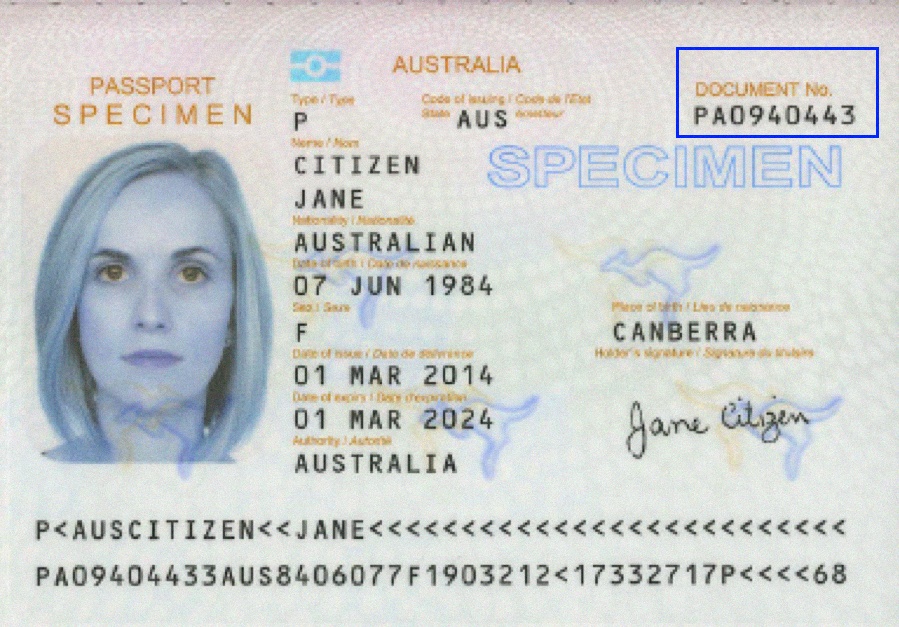 PASSPORT
SPECIMEN
AUSTRALIA
Type / Type
P
Code of issuing / Code de l'Etat
State émetteur
AUS
DOCUMENT No.
PA0940443
SPECIMEN
Name / Nom
CITIZEN
JANE
Nationality / Nationalité
AUSTRALIAN
Date of birth / Date de naissance
07 JUN 1984
Sex / Sexe
F
Place of birth / Lieu de naissance
CANBERRA
Date of issue / Date de délivrance
01 MAR 2014
Holder's signature / Signature du titulaire
Date of expiry / Date d'expiration
01 MAR 2024
Jane Citizen
Authority / Autorité
AUSTRALIA
P<AUSCITIZEN<<JANE<<<<<<<<<<<<<<<<<<<<<<<<<<
PA09404433AUS8406077F1903212<17332717P<<<<68